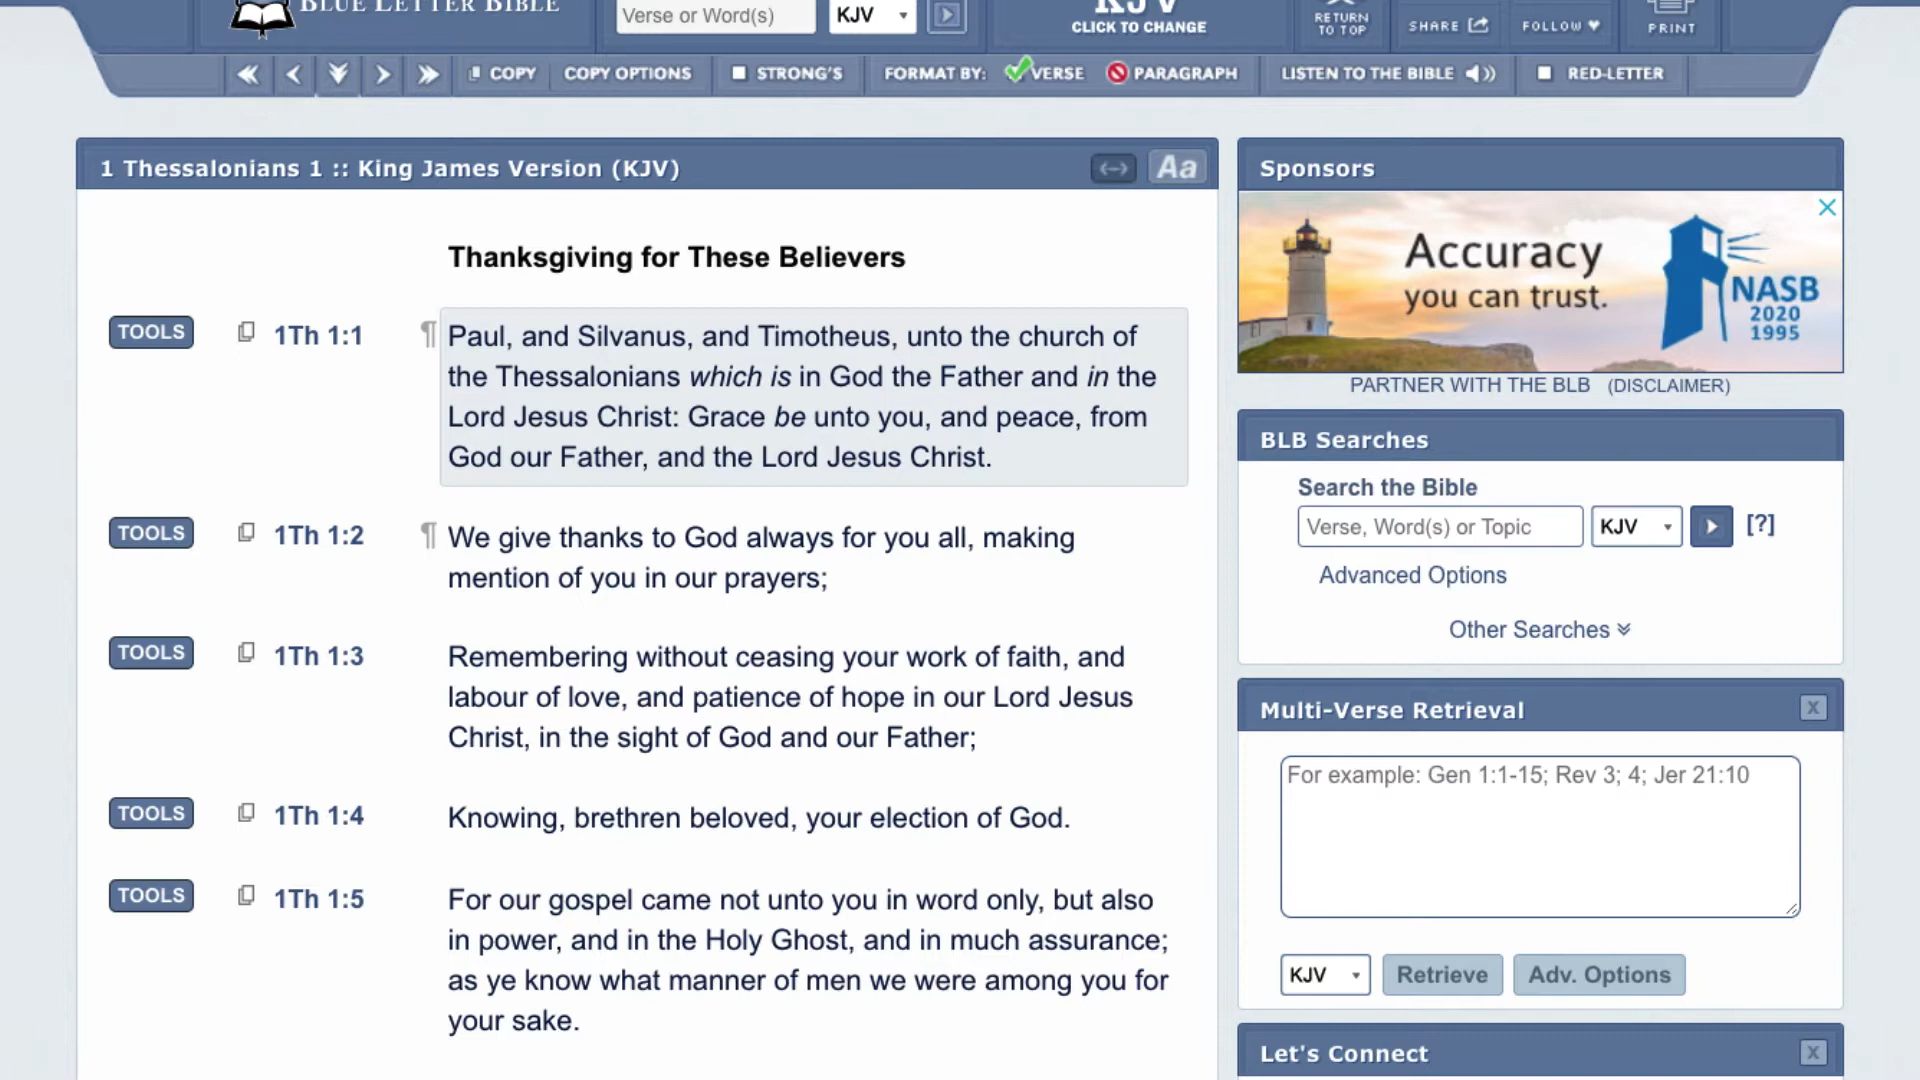 BLUE LETTER BIBLE
Verse or Word(s)
KJV
KJV
CLICK TO CHANGE
RETURN
TO TOP
SHARE
FOLLOW
PRINT
COPY
COPY OPTIONS
STRONG'S
FORMAT BY:
VERSE
PARAGRAPH
LISTEN TO THE BIBLE
RED-LETTER
1 Thessalonians 1 :: King James Version (KJV)
Aa
Thanksgiving for These Believers
TOOLS
1Th 1:1
¶ Paul, and Silvanus, and Timotheus, unto the church of
the Thessalonians which is in God the Father and in the
Lord Jesus Christ: Grace be unto you, and peace, from
God our Father, and the Lord Jesus Christ.
TOOLS
1Th 1:2
¶ We give thanks to God always for you all, making
mention of you in our prayers;
TOOLS
1Th 1:3
Remembering without ceasing your work of faith, and
labour of love, and patience of hope in our Lord Jesus
Christ, in the sight of God and our Father;
TOOLS
1Th 1:4
Knowing, brethren beloved, your election of God.
TOOLS
1Th 1:5
For our gospel came not unto you in word only, but also
in power, and in the Holy Ghost, and in much assurance;
as ye know what manner of men we were among you for
your sake.
Sponsors
Accuracy
you can trust.
NASB
2020
1995
PARTNER WITH THE BLB (DISCLAIMER)
BLB Searches
Search the Bible
Verse, Word(s) or Topic
KJV
[?]
Advanced Options
Other Searches
Multi-Verse Retrieval
X
For example: Gen 1:1-15; Rev 3; 4; Jer 21:10
KJV
Retrieve
Adv. Options
Let's Connect
X